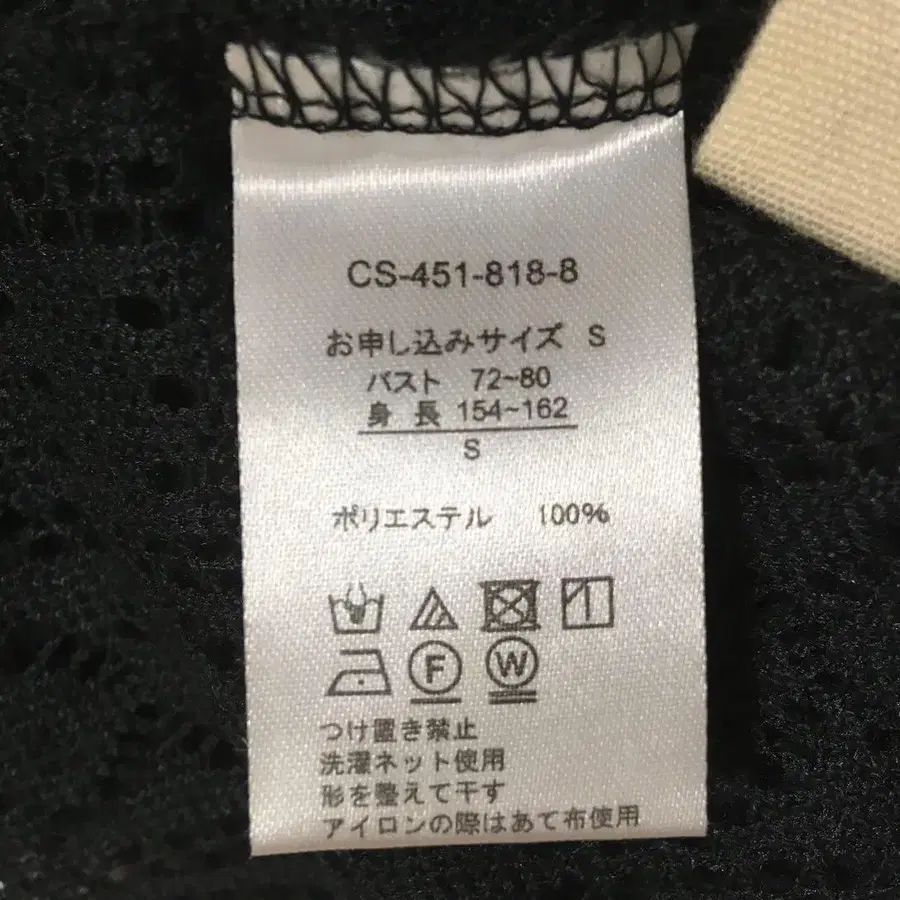 CS-451-818-8
お申し込みサイズ S
バスト 72~80
身 長 154~162
S
ポリエステル 100%
F W
つけ置き禁止
洗濯ネット使用
形を整えて干す
アイロンの際はあて布使用